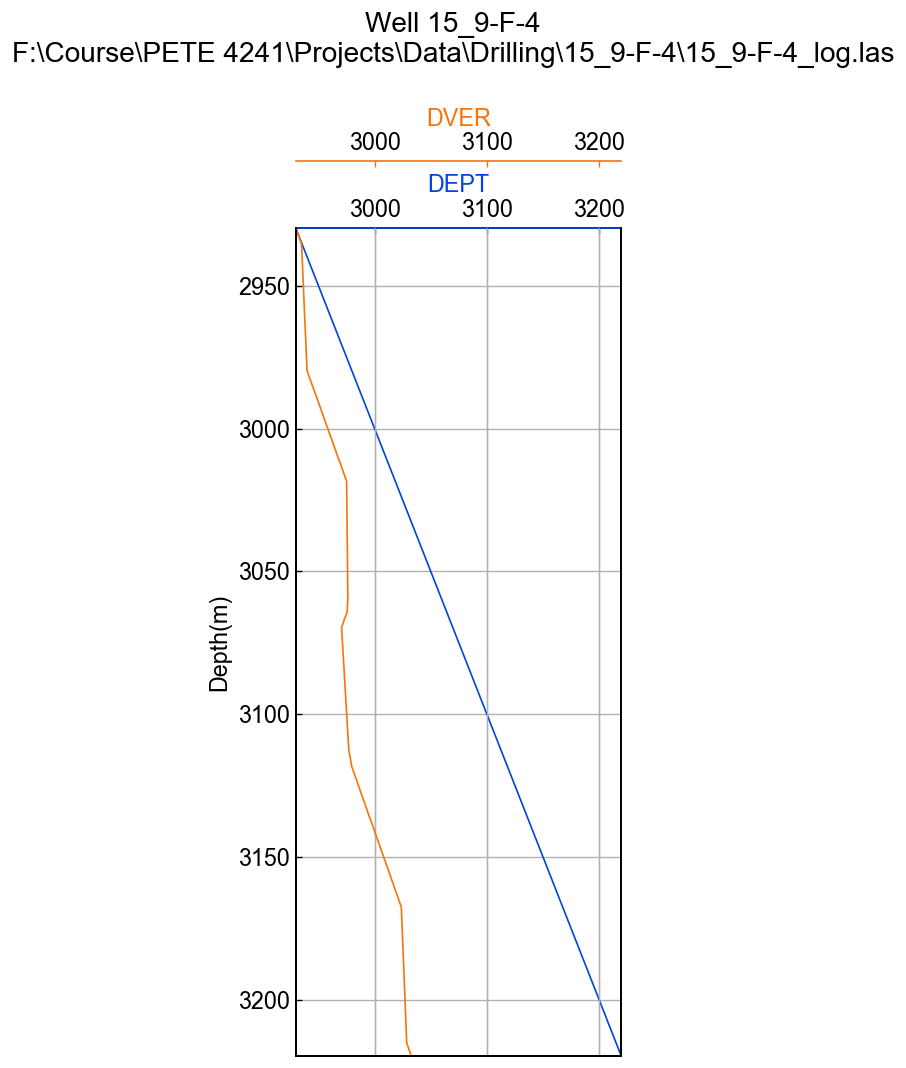 Well 15_9-F-4
F:\Course\PETE 4241\Projects\Data\Drilling\15_9-F-4\15_9-F-4_log.las
DVER
3000 3100 3200
DEPT
3000 3100 3200
2950
3000
3050
Depth(m)
3100
3150
3200